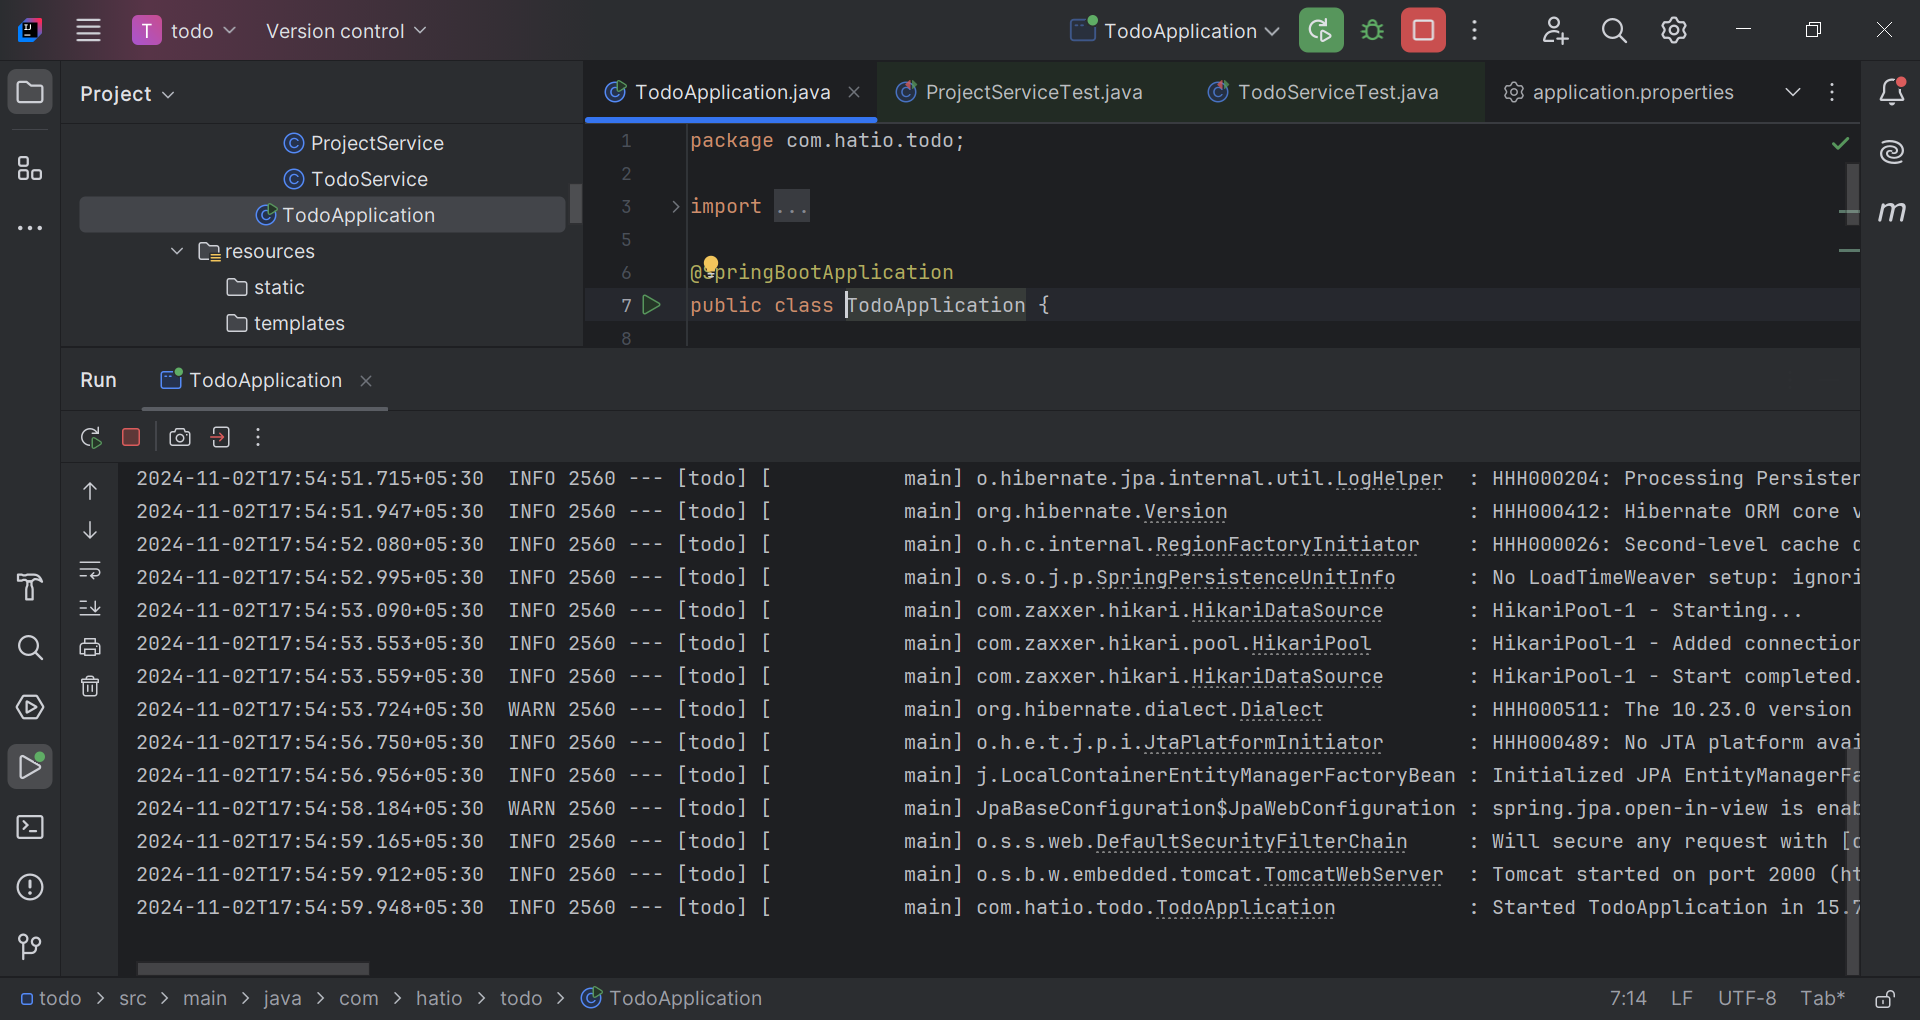 T todo Version control TodoApplication
Project
ProjectService
TodoService
TodoApplication
resources
static
templates
TodoApplication.java ProjectServiceTest.java TodoServiceTest.java application.properties
1 package com.hatio.todo;
2
3 import ...
5
6 @SpringBootApplication
7 public class TodoApplication {
8
Run TodoApplication
2024-11-02T17:54:51.715+05:30 INFO 2560 --- [todo] [ main] o.hibernate.jpa.internal.util.LogHelper : HHH000204: Processing Persister
2024-11-02T17:54:51.947+05:30 INFO 2560 --- [todo] [ main] org.hibernate.Version : HHH000412: Hibernate ORM core v
2024-11-02T17:54:52.080+05:30 INFO 2560 --- [todo] [ main] o.h.c.internal.RegionFactoryInitiator : HHH000026: Second-level cache d
2024-11-02T17:54:52.995+05:30 INFO 2560 --- [todo] [ main] o.s.o.j.p.SpringPersistenceUnitInfo : No LoadTimeWeaver setup: ignori
2024-11-02T17:54:53.090+05:30 INFO 2560 --- [todo] [ main] com.zaxxer.hikari.HikariDataSource : HikariPool-1 - Starting...
2024-11-02T17:54:53.553+05:30 INFO 2560 --- [todo] [ main] com.zaxxer.hikari.pool.HikariPool : HikariPool-1 - Added connection
2024-11-02T17:54:53.559+05:30 INFO 2560 --- [todo] [ main] com.zaxxer.hikari.HikariDataSource : HikariPool-1 - Start completed.
2024-11-02T17:54:53.724+05:30 WARN 2560 --- [todo] [ main] org.hibernate.dialect.Dialect : HHH000511: The 10.23.0 version
2024-11-02T17:54:56.750+05:30 INFO 2560 --- [todo] [ main] o.h.e.t.j.p.i.JtaPlatformInitiator : HHH000489: No JTA platform avai
2024-11-02T17:54:56.956+05:30 INFO 2560 --- [todo] [ main] j.LocalContainerEntityManagerFactoryBean : Initialized JPA EntityManagerFa
2024-11-02T17:54:58.184+05:30 WARN 2560 --- [todo] [ main] JpaBaseConfiguration$JpaWebConfiguration : spring.jpa.open-in-view is enab
2024-11-02T17:54:59.165+05:30 INFO 2560 --- [todo] [ main] o.s.s.web.DefaultSecurityFilterChain : Will secure any request with [
2024-11-02T17:54:59.912+05:30 INFO 2560 --- [todo] [ main] o.s.b.w.embedded.tomcat.TomcatWebServer : Tomcat started on port 2000 (ht
2024-11-02T17:54:59.948+05:30 INFO 2560 --- [todo] [ main] com.hatio.todo.TodoApplication : Started TodoApplication in 15.7
todo > src > main > java > com > hatio > todo > TodoApplication 7:14 LF UTF-8 Tab*